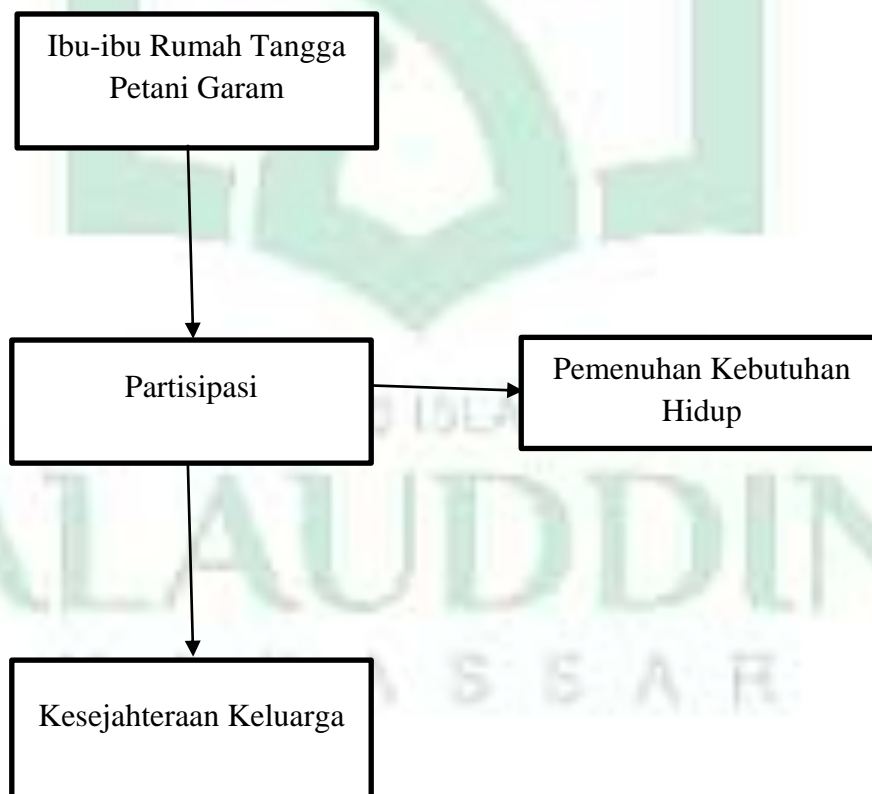 Ibu-ibu Rumah Tangga
Petani Garam
Partisipasi
Pemenuhan Kebutuhan
Hidup
ALAUDDIN
Kesejahteraan Keluarga